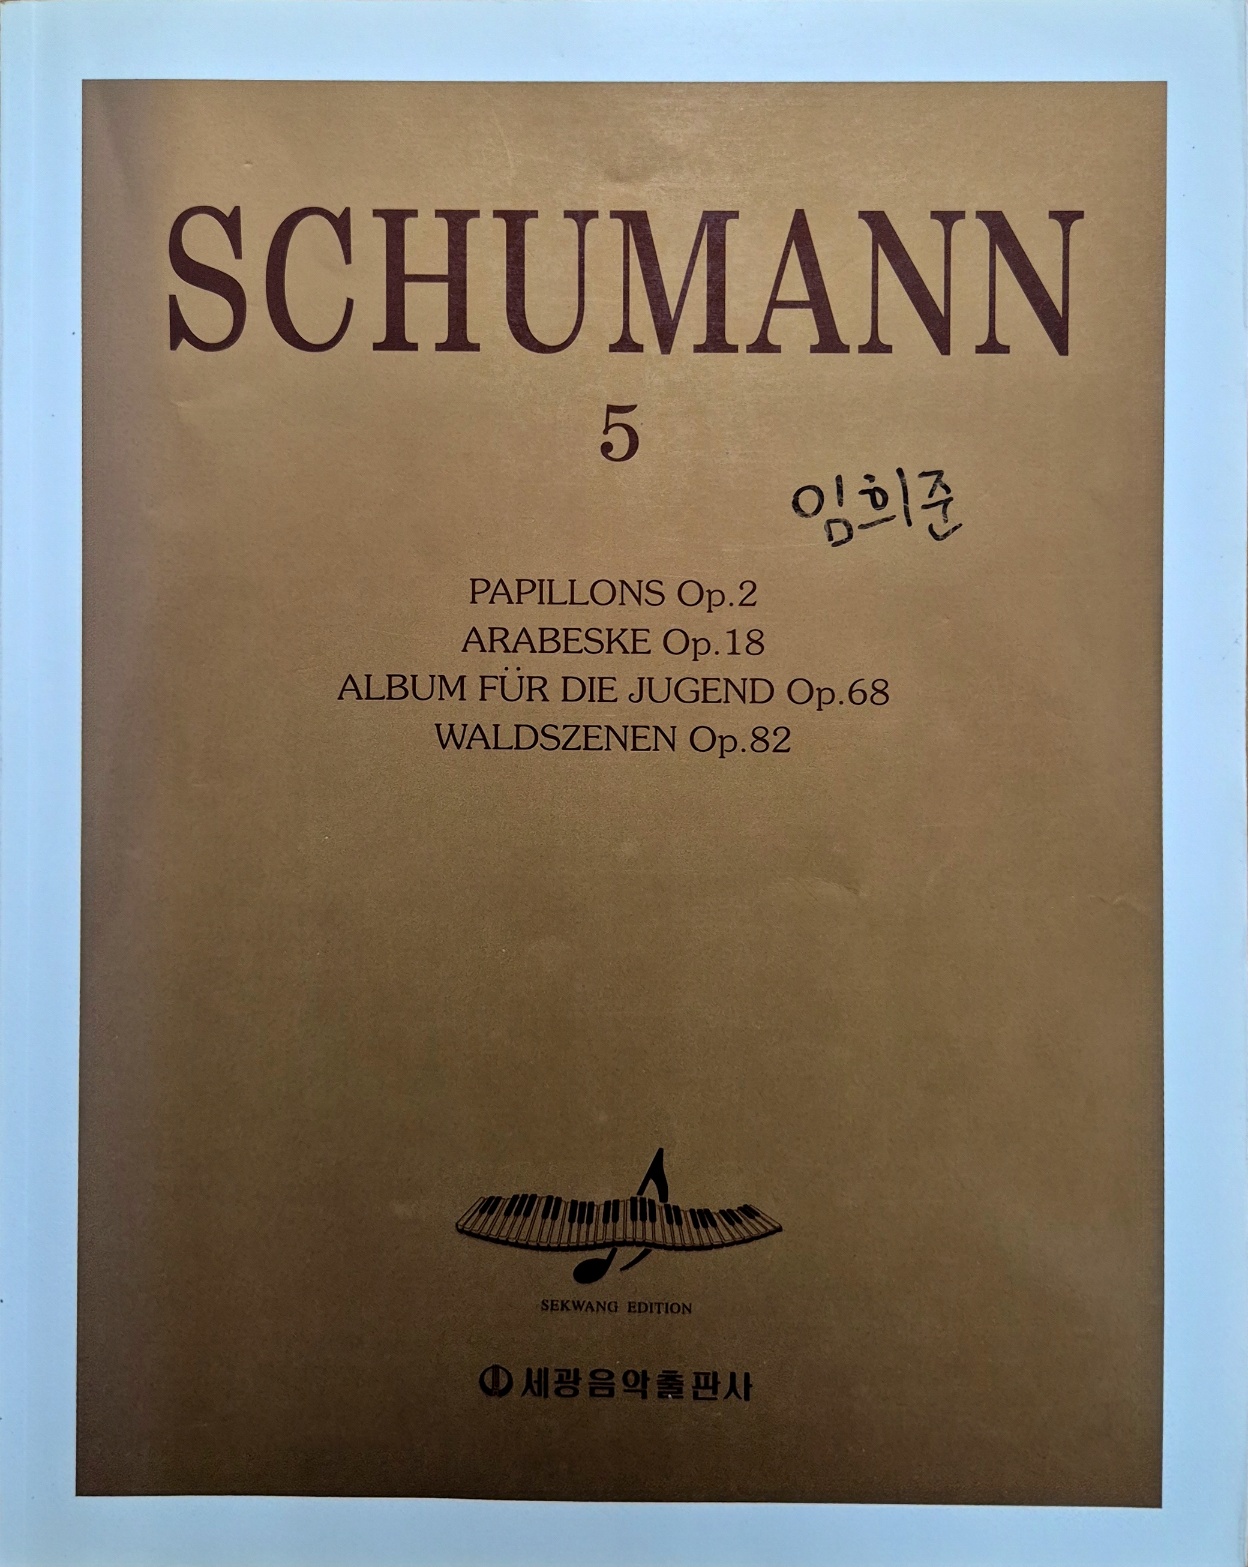 SCHUMANN
5
임희준
PAPILLONS Op.2
ARABESKE Op.18
ALBUM FÜR DIE JUGEND Op.68
WALDSZENEN Op.82
SEKWANG EDITION
세광음악출판사